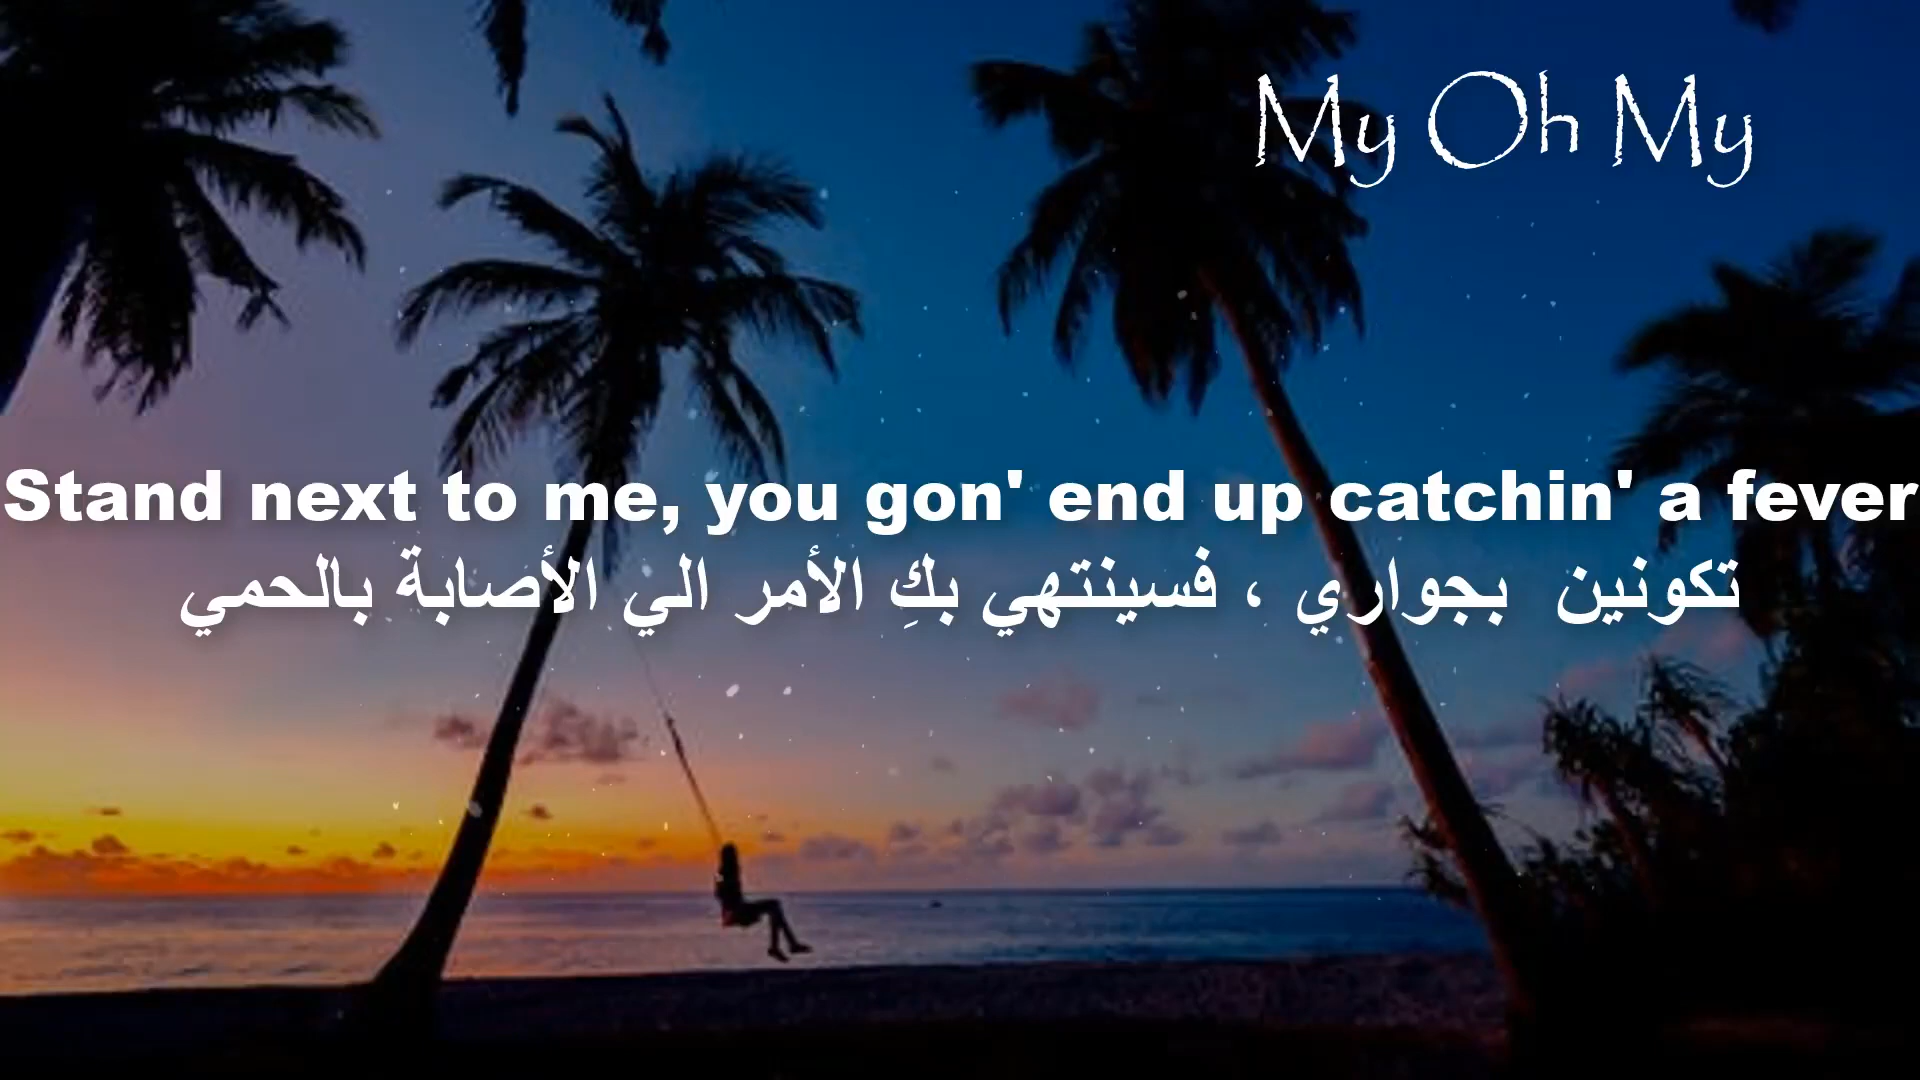 My Oh My
Stand next to me, you gon' end up catchin' a fever
تكونين بجواري ، فسينتهي بكِ الأمر الي الأصابة بالحمي